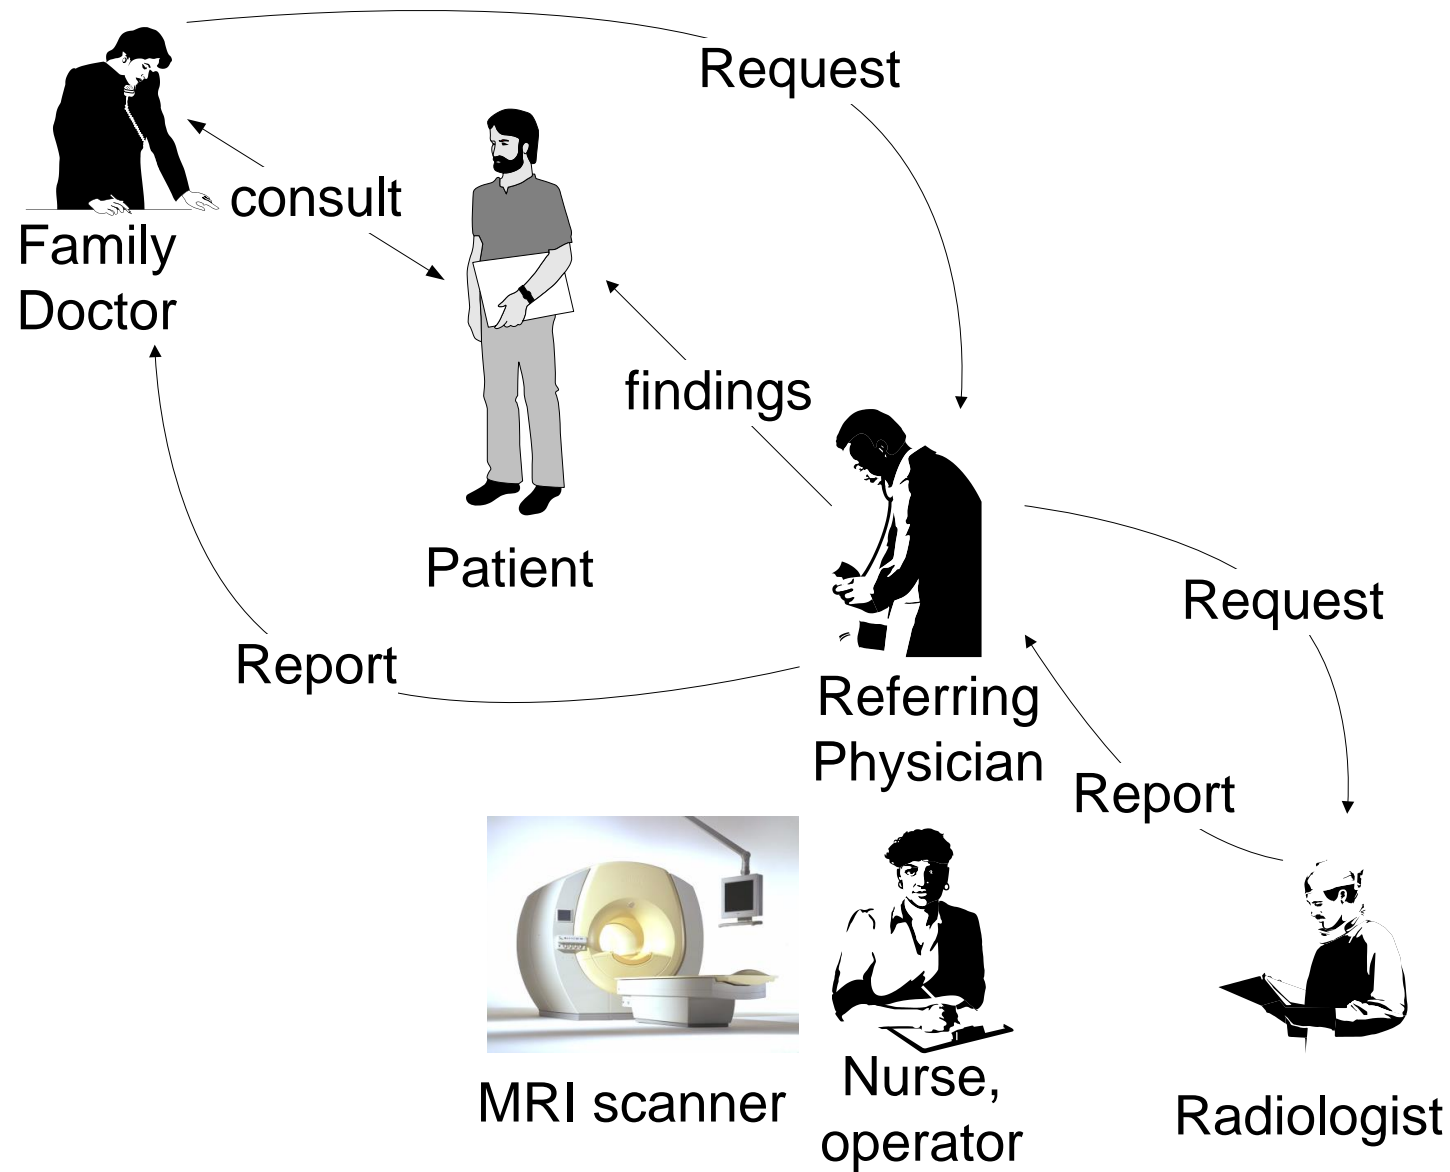 Request
consult
Family
Doctor
findings
Patient
Request
Report
Referring
Physician
Report
MRI scanner
Nurse,
operator
Radiologist